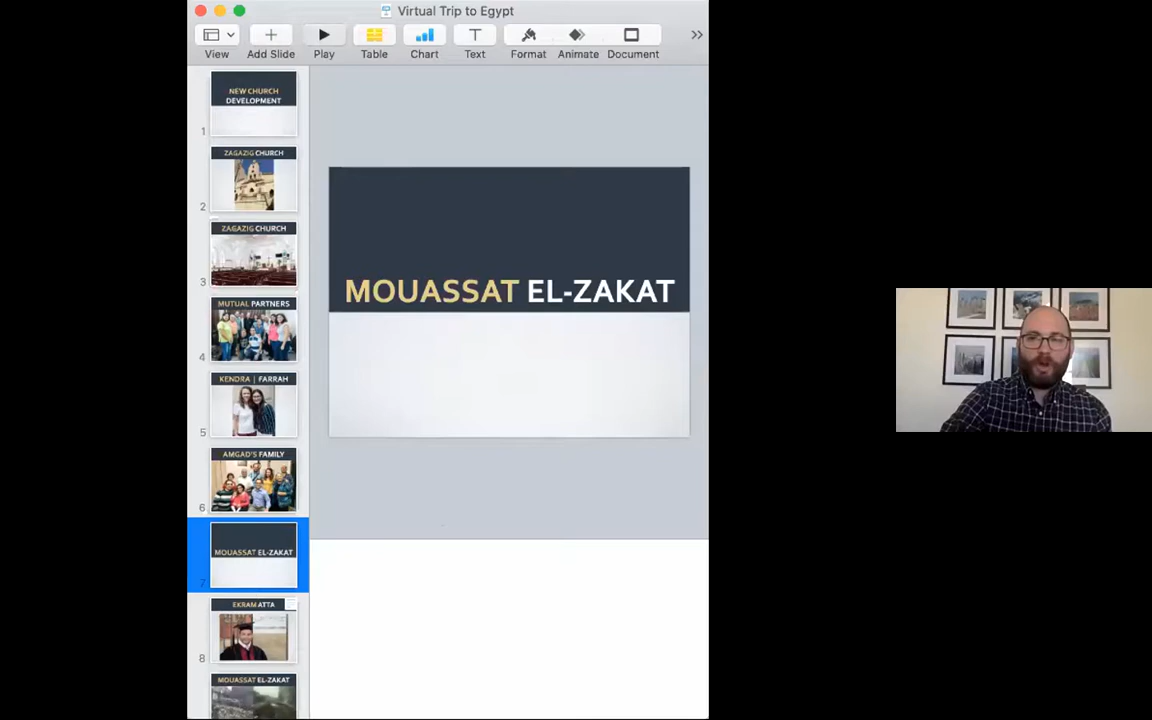 Virtual Trip to Egypt
View
Add Slide
Play
Table
Chart
Text
Format
Animate
Document
NEW CHURCH
DEVELOPMENT
1
ZAGAZIG CHURCH
2
ZAGAZIG CHURCH
3
MUTUAL PARTNERS
4
KENDRA | FARRAH
5
AMGAD'S FAMILY
6
MOUASSAT EL-ZAKAT
7
EKRAM ATTA
8
MOUASSAT EL-ZAKAT
MOUASSAT EL-ZAKAT